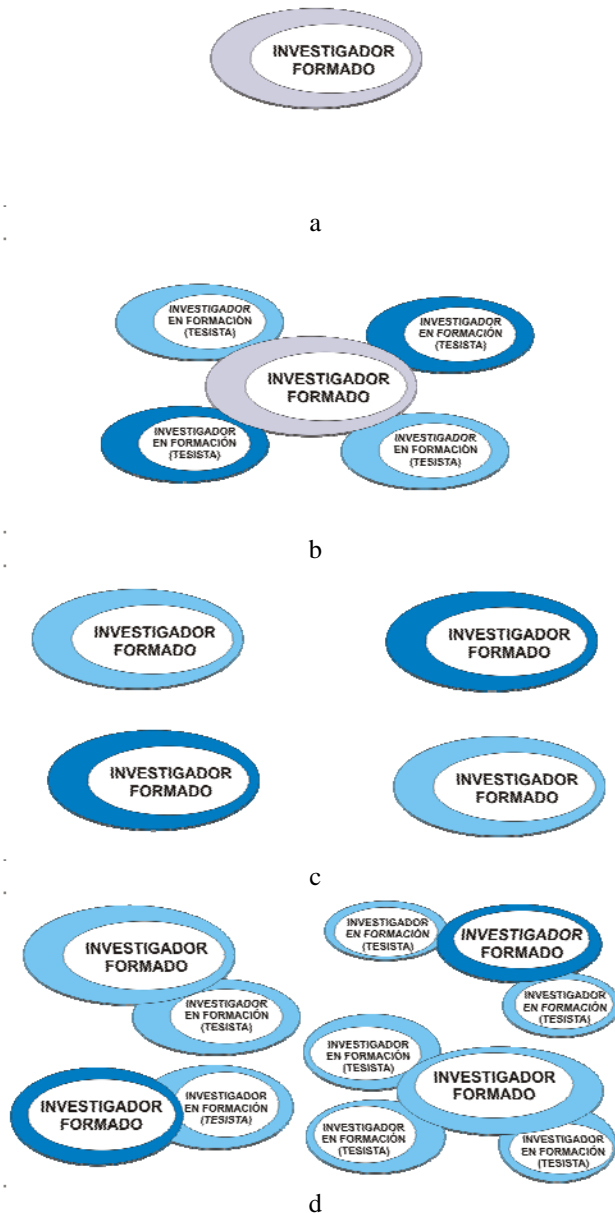 INVESTIGADOR
FORMADO
a
INVESTIGADOR
EN FORMACIÓN
(TESISTA)
INVESTIGADOR
EN FORMACIÓN
(TESISTA)
INVESTIGADOR
FORMADO
INVESTIGADOR
EN FORMACIÓN
(TESISTA)
INVESTIGADOR
EN FORMACIÓN
(TESISTA)
b
INVESTIGADOR
FORMADO
INVESTIGADOR
FORMADO
INVESTIGADOR
FORMADO
INVESTIGADOR
FORMADO
c
INVESTIGADOR
FORMADO
INVESTIGADOR
EN FORMACIÓN
(TESISTA)
INVESTIGADOR
FORMADO
INVESTIGADOR
EN FORMACIÓN
(TESISTA)
INVESTIGADOR
EN FORMACIÓN
(TESISTA)
INVESTIGADOR
FORMADO
INVESTIGADOR
EN FORMACIÓN
(TESISTA)
INVESTIGADOR
EN FORMACIÓN
(TESISTA)
INVESTIGADOR
FORMADO
INVESTIGADOR
EN FORMACIÓN
(TESISTA)
INVESTIGADOR
EN FORMACIÓN
(TESISTA)
d